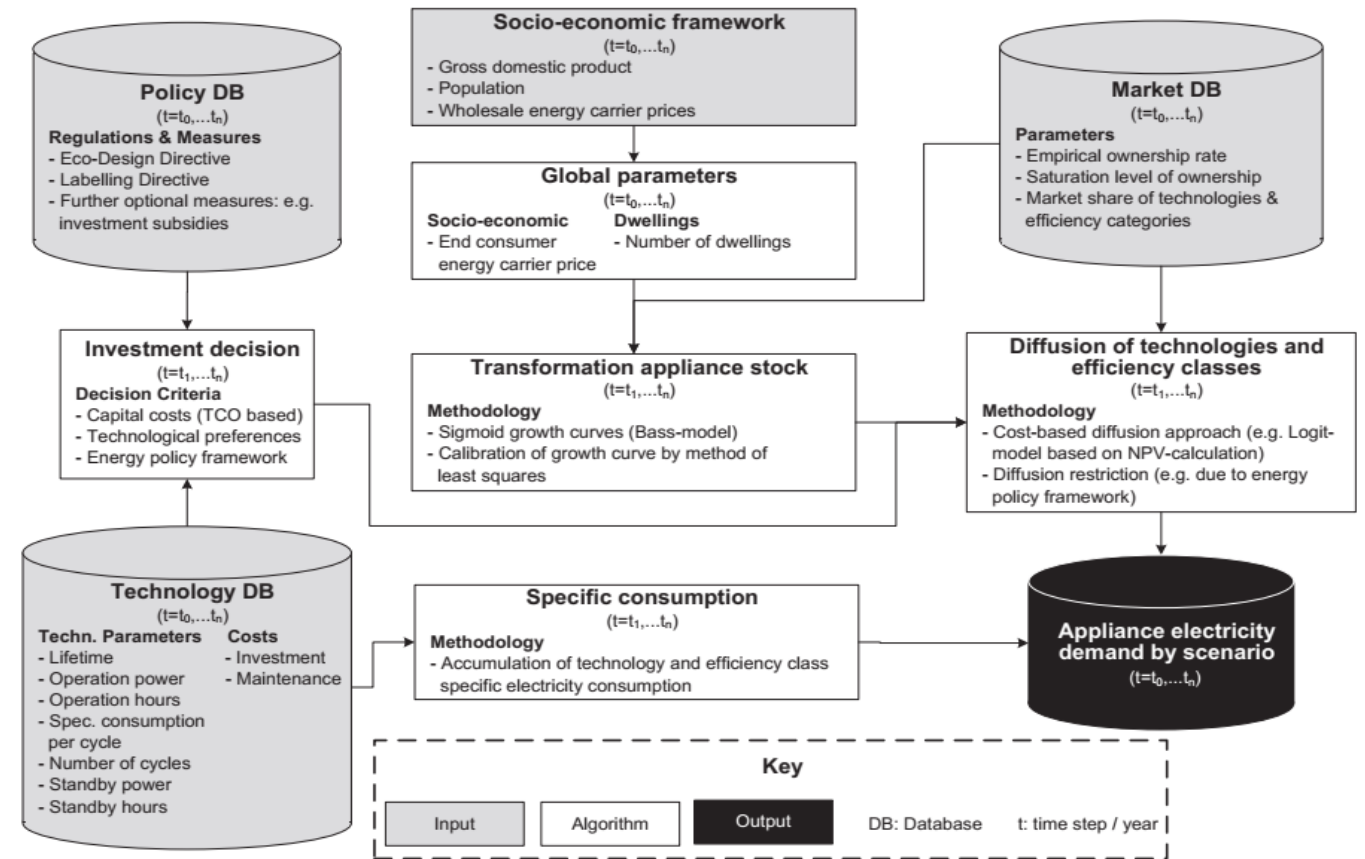 Policy DB
(t=t₀,...tₙ)
Regulations & Measures
- Eco-Design Directive
- Labelling Directive
- Further optional measures: e.g.
investment subsidies
Socio-economic framework
(t=t₀,...tₙ)
- Gross domestic product
- Population
- Wholesale energy carrier prices
Market DB
(t=t₀,...tₙ)
Parameters
- Empirical ownership rate
- Saturation level of ownership
- Market share of technologies &
efficiency categories
Global parameters
(t=t₀,...tₙ)
Socio-economic
- End consumer
energy carrier price
Dwellings
- Number of dwellings
Investment decision
(t=t₁,...tₙ)
Decision Criteria
- Capital costs (TCO based)
- Technological preferences
- Energy policy framework
Transformation appliance stock
(t=t₁,...tₙ)
Methodology
- Sigmoid growth curves (Bass-model)
- Calibration of growth curve by method of
least squares
Diffusion of technologies and
efficiency classes
(t=t₁,...tₙ)
Methodology
- Cost-based diffusion approach (e.g. Logit-
model based on NPV-calculation)
- Diffusion restriction (e.g. due to energy
policy framework)
Technology DB
(t=t₀,...tₙ)
Techn. Parameters
- Lifetime
- Operation power
- Operation hours
- Spec. consumption
per cycle
- Number of cycles
- Standby power
- Standby hours
Costs
- Investment
- Maintenance
Specific consumption
(t=t₁,...tₙ)
Methodology
- Accumulation of technology and efficiency class
specific electricity consumption
Appliance electricity
demand by scenario
(t=t₀,...tₙ)
Key
Input
Algorithm
Output
DB: Database
t: time step / year